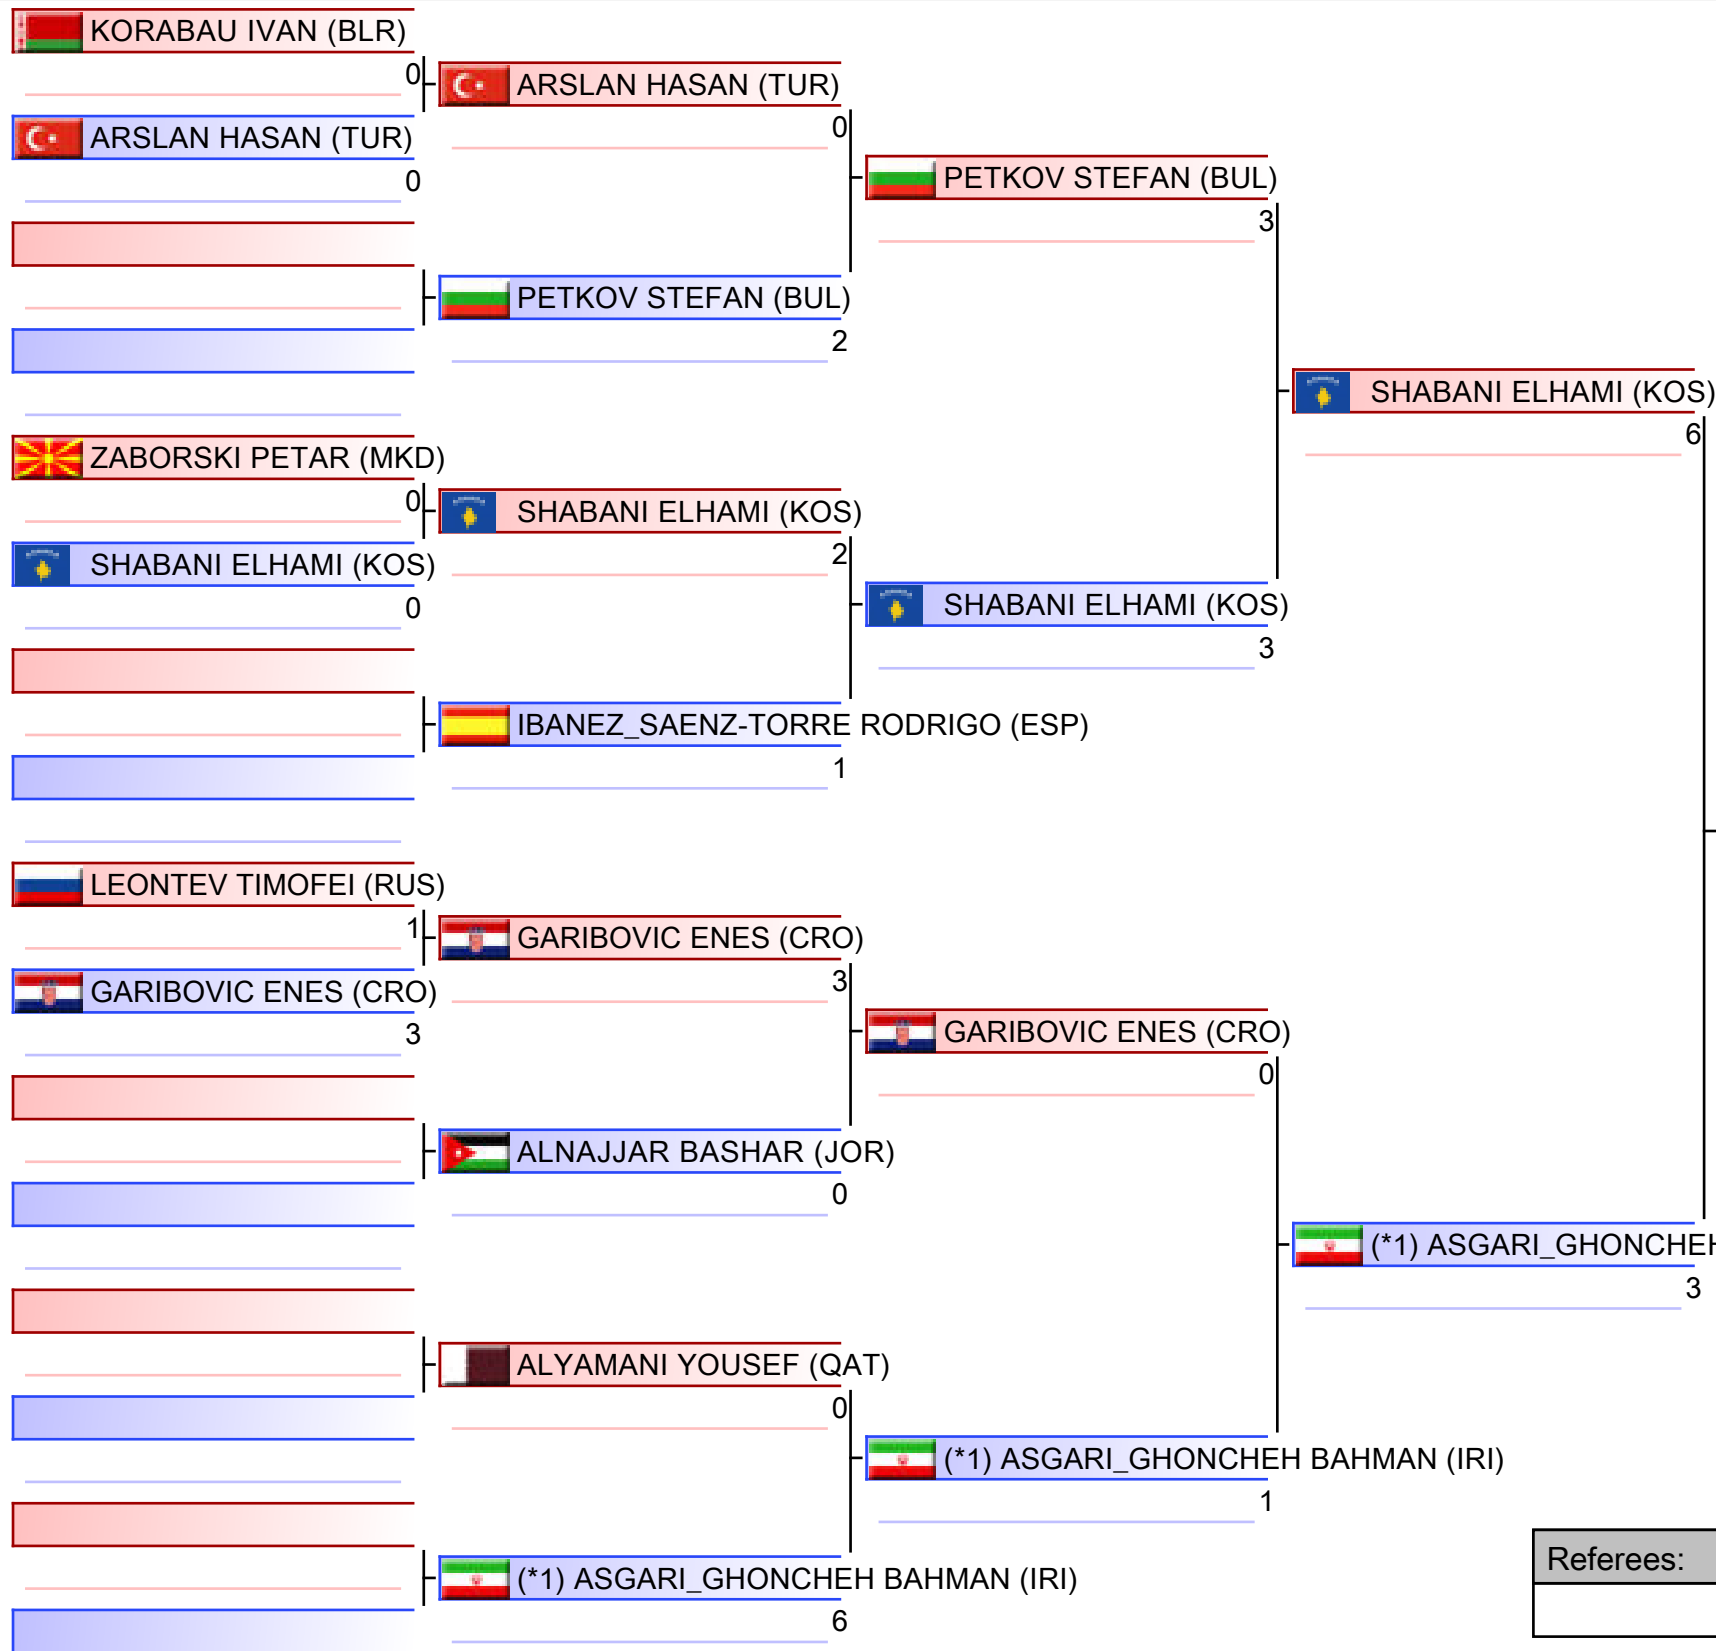 KORABAU IVAN (BLR)
0
ARSLAN HASAN (TUR)
0
ARSLAN HASAN (TUR)
0
PETKOV STEFAN (BUL)
3
PETKOV STEFAN (BUL)
2
SHABANI ELHAMI (KOS)
6
ZABORSKI PETAR (MKD)
0
SHABANI ELHAMI (KOS)
2
SHABANI ELHAMI (KOS)
0
SHABANI ELHAMI (KOS)
3
IBANEZ_SAENZ-TORRE RODRIGO (ESP)
1
LEONTEV TIMOFEI (RUS)
1
GARIBOVIC ENES (CRO)
3
GARIBOVIC ENES (CRO)
3
GARIBOVIC ENES (CRO)
0
ALNAJJAR BASHAR (JOR)
0
(*1) ASGARI_GHONCHEH
3
ALYAMANI YOUSEF (QAT)
0
(*1) ASGARI_GHONCHEH BAHMAN (IRI)
1
(*1) ASGARI_GHONCHEH BAHMAN (IRI)
6
Referees: